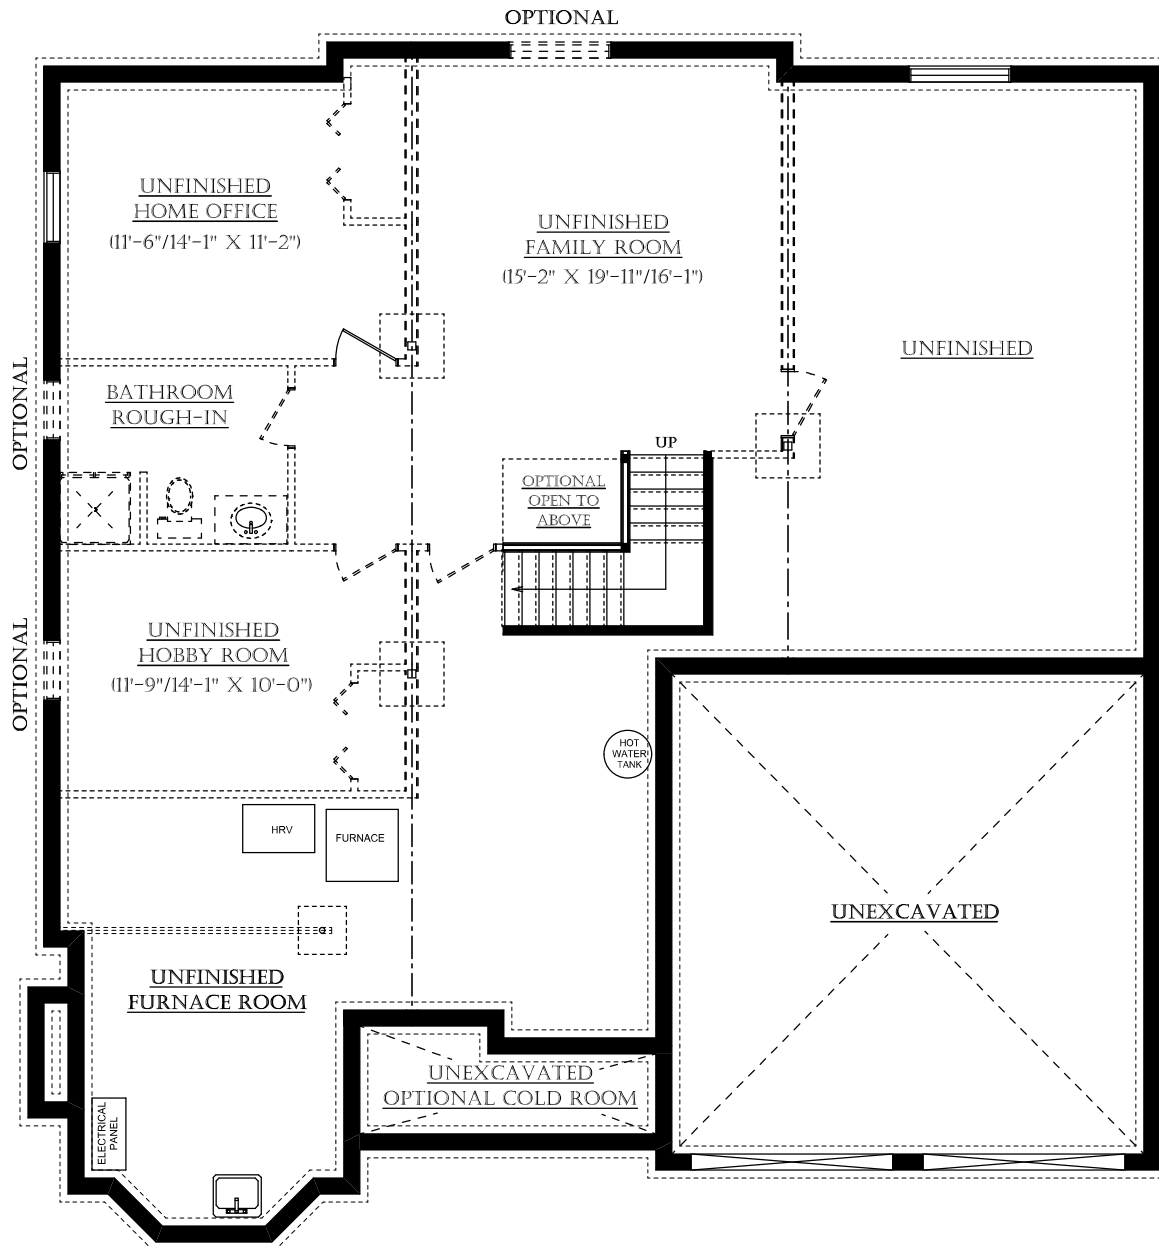 OPTIONAL
UNFINISHED
HOME OFFICE
(11'-6"/14'-1" X 11'-2")
UNFINISHED
FAMILY ROOM
(15'-2" X 19'-11"/16'-1")
UNFINISHED
OPTIONAL
BATHROOM
ROUGH-IN
UP
OPTIONAL
OPEN TO
ABOVE
OPTIONAL
UNFINISHED
HOBBY ROOM
(11'-9"/14'-1" X 10'-0")
HOT
WATER
TANK
HRV
FURNACE
UNEXCAVATED
UNFINISHED
FURNACE ROOM
UNEXCAVATED
OPTIONAL COLD ROOM
ELECTRICAL
PANEL